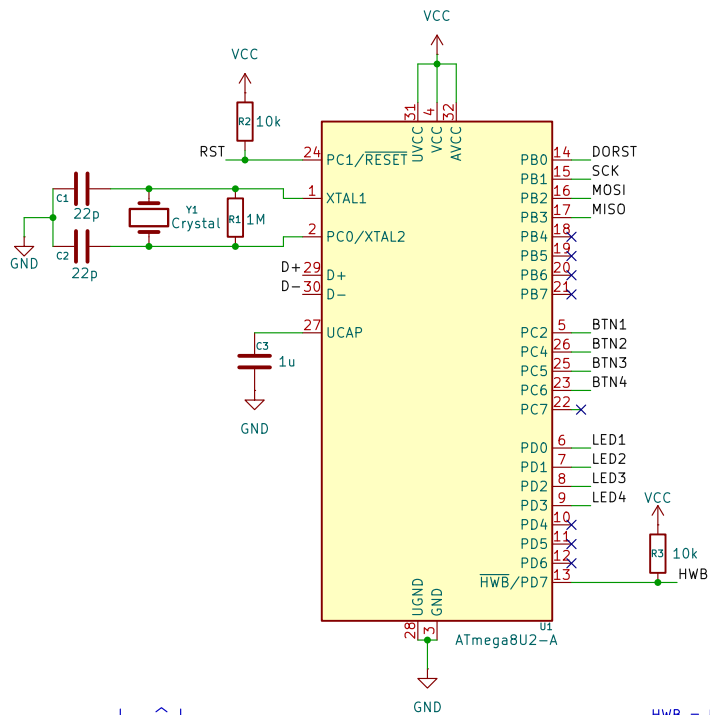 VCC
VCC
R2
10k
RST
24
PC1/RESET
31
UVCC
4
VCC
32
AVCC
C1
22p
Y1
Crystal
R1
1M
1
XTAL1
GND
C2
22p
2
PC0/XTAL2
D+
29
D+
D-
30
D-
27
UCAP
C3
1u
GND
PB0
14
DORST
PB1
15
SCK
PB2
16
MOSI
PB3
17
MISO
PB4
18
PB5
19
PB6
20
PB7
21
PC2
5
BTN1
PC4
26
BTN2
PC5
25
BTN3
PC6
23
BTN4
PC7
22
PD0
6
LED1
PD1
7
LED2
PD2
8
LED3
PD3
9
LED4
PD4
10
PD5
11
PD6
12
HWB/PD7
13
HWB
VCC
R3
10k
UGND
28
GND
3
U1
ATmega8U2-A
GND
HWB -